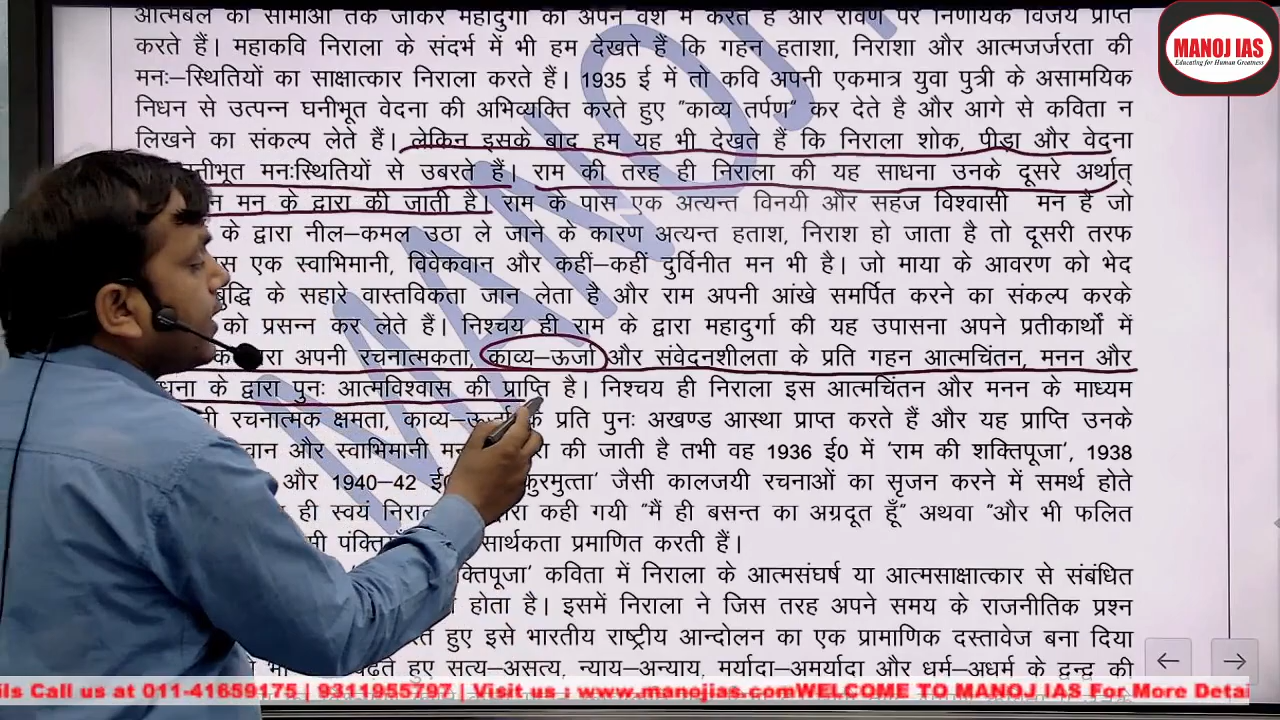 आत्मबल की सीमाओं तक जाकर महादुर्गा को अपने वश में करते हैं और रावण पर निर्णायक विजय प्राप्त
करते हैं। महाकवि निराला के संदर्भ में भी हम देखते हैं कि गहन हताशा, निराशा और आत्मजर्जरता की
मनः–स्थितियों का साक्षात्कार निराला करते हैं। 1935 ई में तो कवि अपनी एकमात्र युवा पुत्री के असामयिक
निधन से उत्पन्न घनीभूत वेदना की अभिव्यक्ति करते हुए "काव्य तर्पण" कर देते है और आगे से कविता न
लिखने का संकल्प लेते हैं। लेकिन इसके बाद हम यह भी देखते हैं कि निराला शोक, पीड़ा और वेदना
मनःस्थितियों से उबरते हैं। राम की तरह ही निराला की यह साधना उनके दूसरे अर्थात्
मन के द्वारा की जाती है। राम के पास एक अत्यन्त विनयी और सहज विश्वासी मन है जो
के द्वारा नील–कमल उठा ले जाने के कारण अत्यन्त हताश, निराश हो जाता है तो दूसरी तरफ
एक स्वाभिमानी, विवेकवान और कहीं–कहीं दुर्विनीत मन भी है। जो माया के आवरण को भेद
बुद्धि के सहारे वास्तविकता जान लेता है और राम अपनी आंखे समर्पित करने का संकल्प करके
को प्रसन्न कर लेते हैं। निश्चय ही राम के द्वारा महादुर्गा की यह उपासना अपने प्रतीकार्थो में
अपनी रचनात्मकता, काव्य–ऊर्जा और संवेदनशीलता के प्रति गहन आत्मचिंतन, मनन और
के द्वारा पुनः आत्मविश्वास की प्राप्ति है। निश्चय ही निराला इस आत्मचिंतन और मनन के माध्यम
रचनात्मक क्षमता, काव्य–ऊर्जा के प्रति पुनः अखण्ड आस्था प्राप्त करते हैं और यह प्राप्ति उनके
और स्वाभिमानी की जाती है तभी वह 1936 ई0 में 'राम की शक्तिपूजा', 1938
और 1940–42 जैसी कालजयी रचनाओं का सृजन करने में समर्थ होते
ही स्वयं कही गयी "मैं ही बसन्त का अग्रदूत हूँ" अथवा "और भी फलित
सार्थकता प्रमाणित करती हैं।
कविता में निराला के आत्मसंघर्ष या आत्मसाक्षात्कार से संबंधित
होता है। इसमें निराला ने जिस तरह अपने समय के राजनीतिक प्रश्न
हुए इसे भारतीय राष्ट्रीय आन्दोलन का एक प्रामाणिक दस्तावेज बना दिया
हुए सत्य–असत्य, न्याय–अन्याय, मर्यादा–अमर्यादा और धर्म–अधर्म के द्वन्द की
MANOJ IAS
Educating for Human Greatness
MANOJ
ils Call us at 011-41659175 | 9311955797 | Visit us : www.manojias.comWELCOME TO MANOJ IAS For More Detai